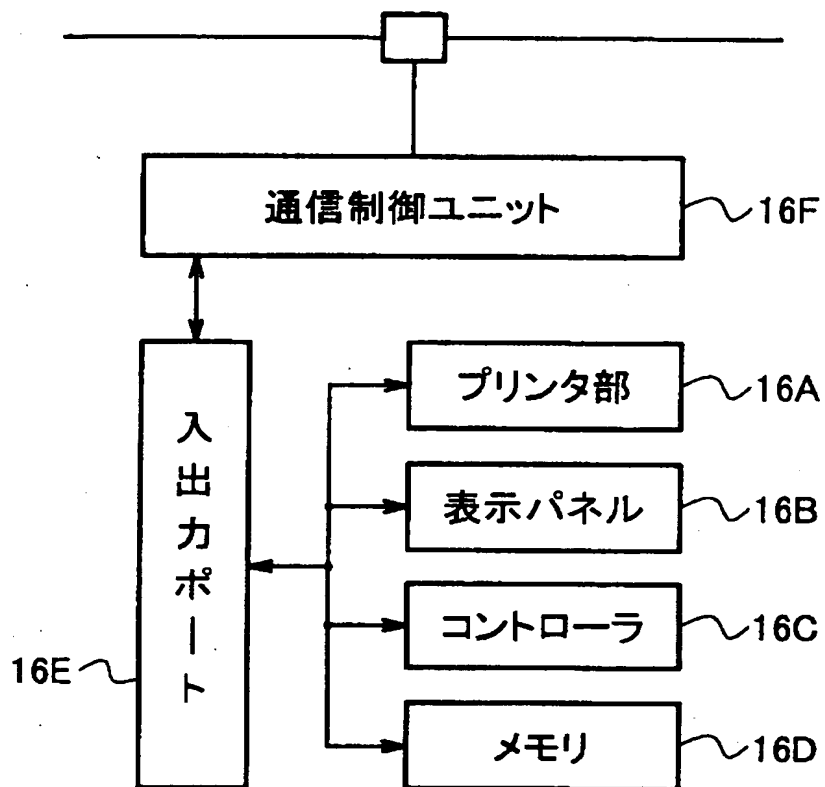 通信制御ユニット
16F
プリンタ部
16A
入出力ポート
表示パネル
16B
コントローラ
16C
16E
メモリ
16D